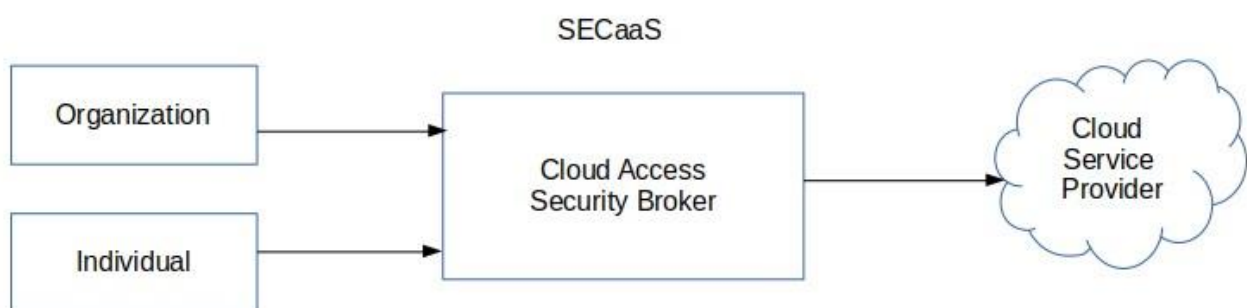 SECaaS
Organization
Individual
Cloud Access
Security Broker
Cloud
Service
Provider